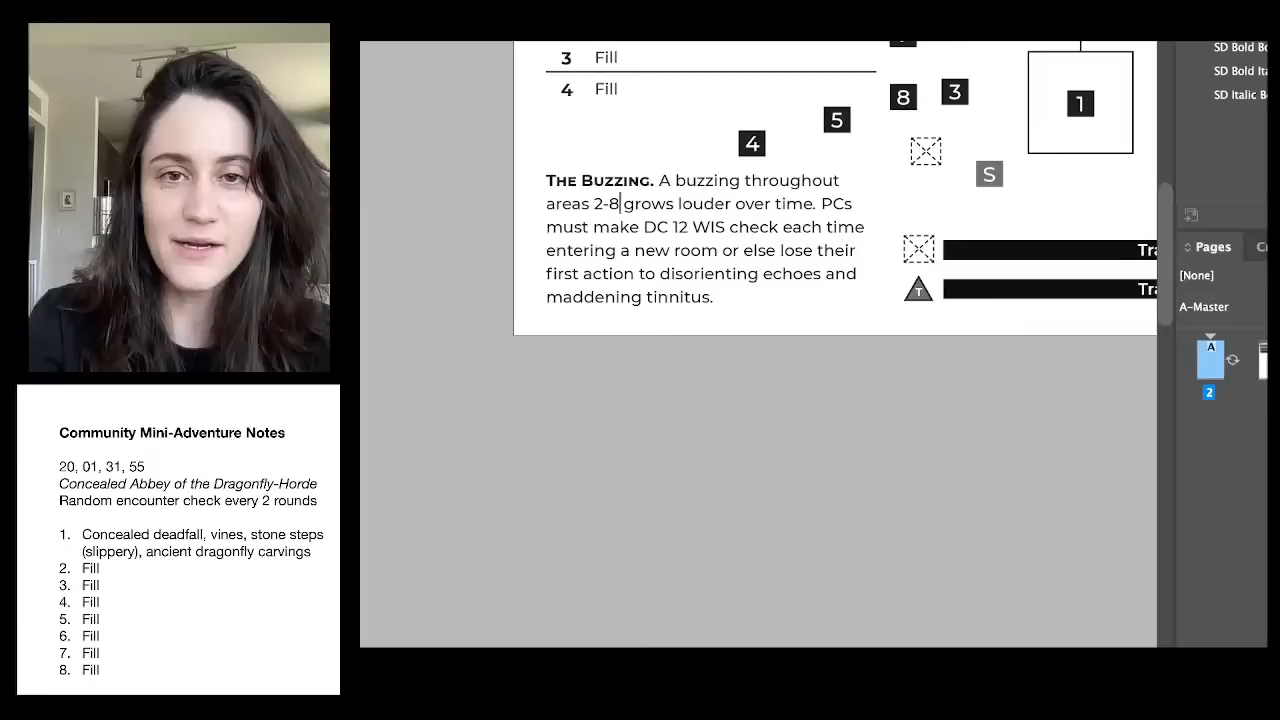 Community Mini-Adventure Notes
20, 01, 31, 55
Concealed Abbey of the Dragonfly-Horde
Random encounter check every 2 rounds
1. Concealed deadfall, vines, stone steps
(slippery), ancient dragonfly carvings
2. Fill
3. Fill
4. Fill
5. Fill
6. Fill
7. Fill
8. Fill
3 Fill
4 Fill
THE BUZZING. A buzzing throughout
areas 2-8 grows louder over time. PCs
must make DC 12 WIS check each time
entering a new room or else lose their
first action to disorienting echoes and
maddening tinnitus.
4
5
8
3
1
S
T
SD Bold
SD Bold
SD Italic
Pages
[None]
A-Master
A
2